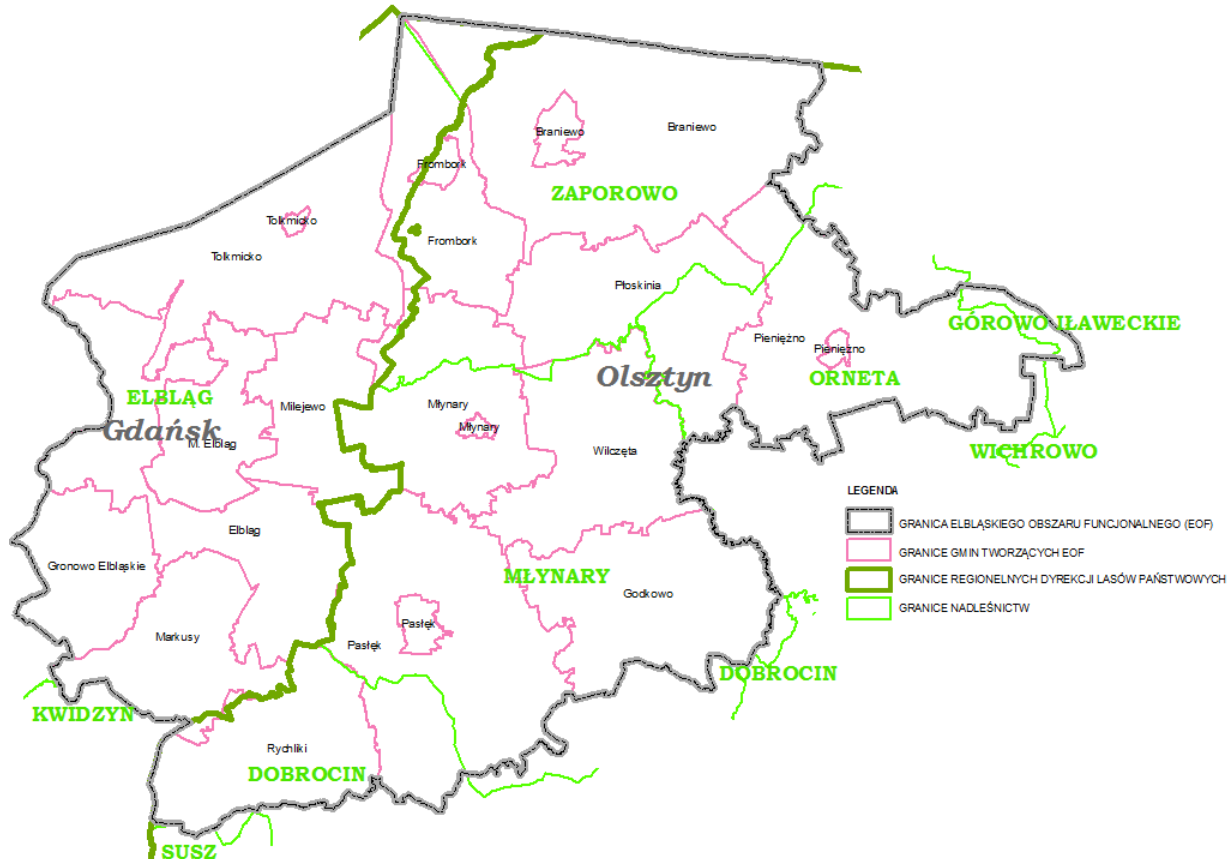 Braniewo
Braniewo
Frombork
ZAPOROWO
Tolkmicko
Frombork
Tolkmicko
Płoskinia
GÓROWO IŁAWECKIE
Pieniężno
Pieniężno
Olsztyn
ORNETA
ELBLĄG
Milejewo
Młynary
Gdańsk
Młynary
M. Elbląg
Wilczęta
WICHROWO
LEGENDA
GRANICA ELBLĄSKIEGO OBSZARU FUNCJONALNEGO (EOF)
Elbląg
GRANICE GMIN TWORZĄCYCH EOF
Gronowo Elbląskie
MŁYNARY
GRANICE REGIONELNYCH DYREKCJI LASÓW PAŃSTWOWYCH
Godkowo
GRANICE NADLEŚNICTW
Pasłęk
Markusy
Pasłęk
DOBROCIN
KWIDZYN
Rychliki
DOBROCIN
SUSZ